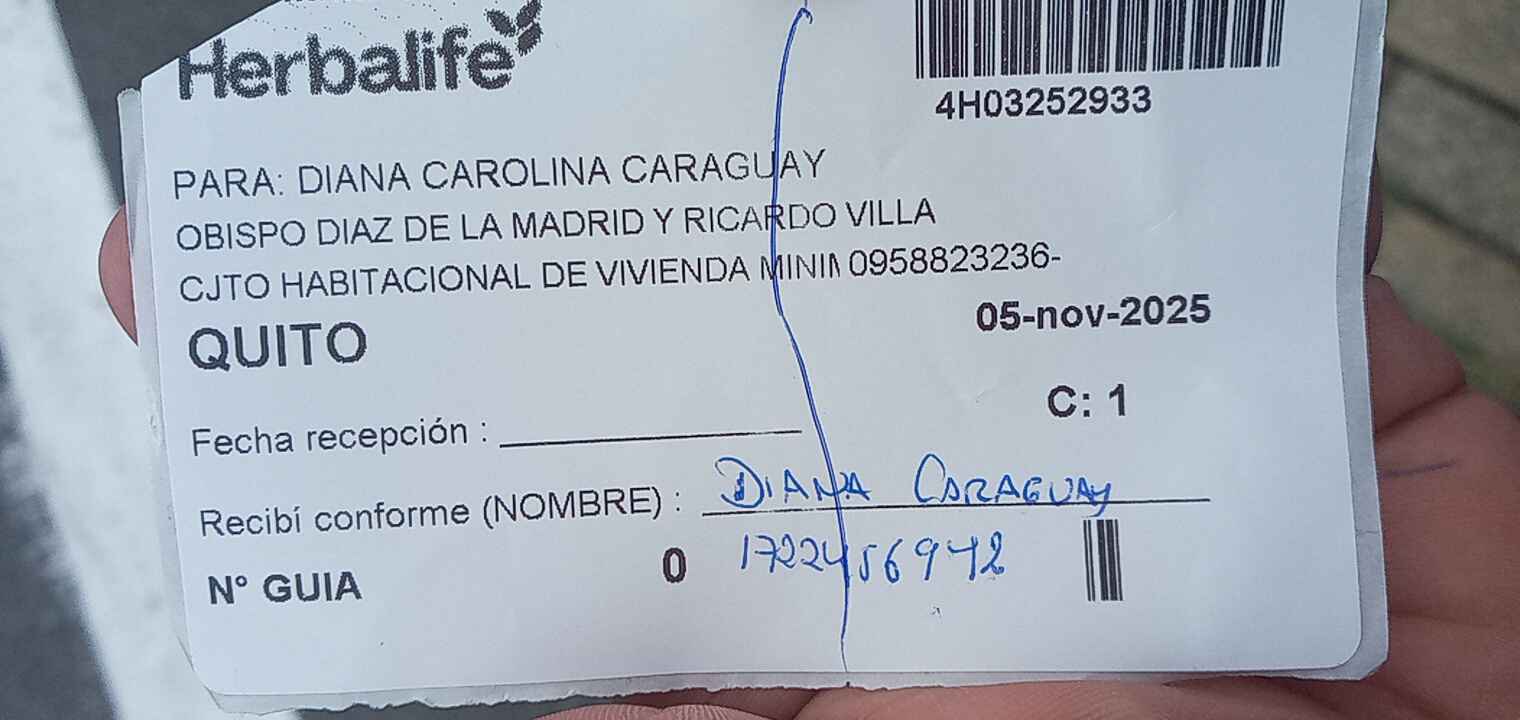 Herbalife
4H03252933
PARA: DIANA CAROLINA CARAGUAY
OBISPO DIAZ DE LA MADRID Y RICARDO VILLA
CJTO HABITACIONAL DE VIVIENDA MINIM 0958823236-
QUITO
05-nov-2025
C: 1
Fecha recepción :
Recibí conforme (NOMBRE) : DIANA CARAGUAY
N° GUIA 0 1722456942